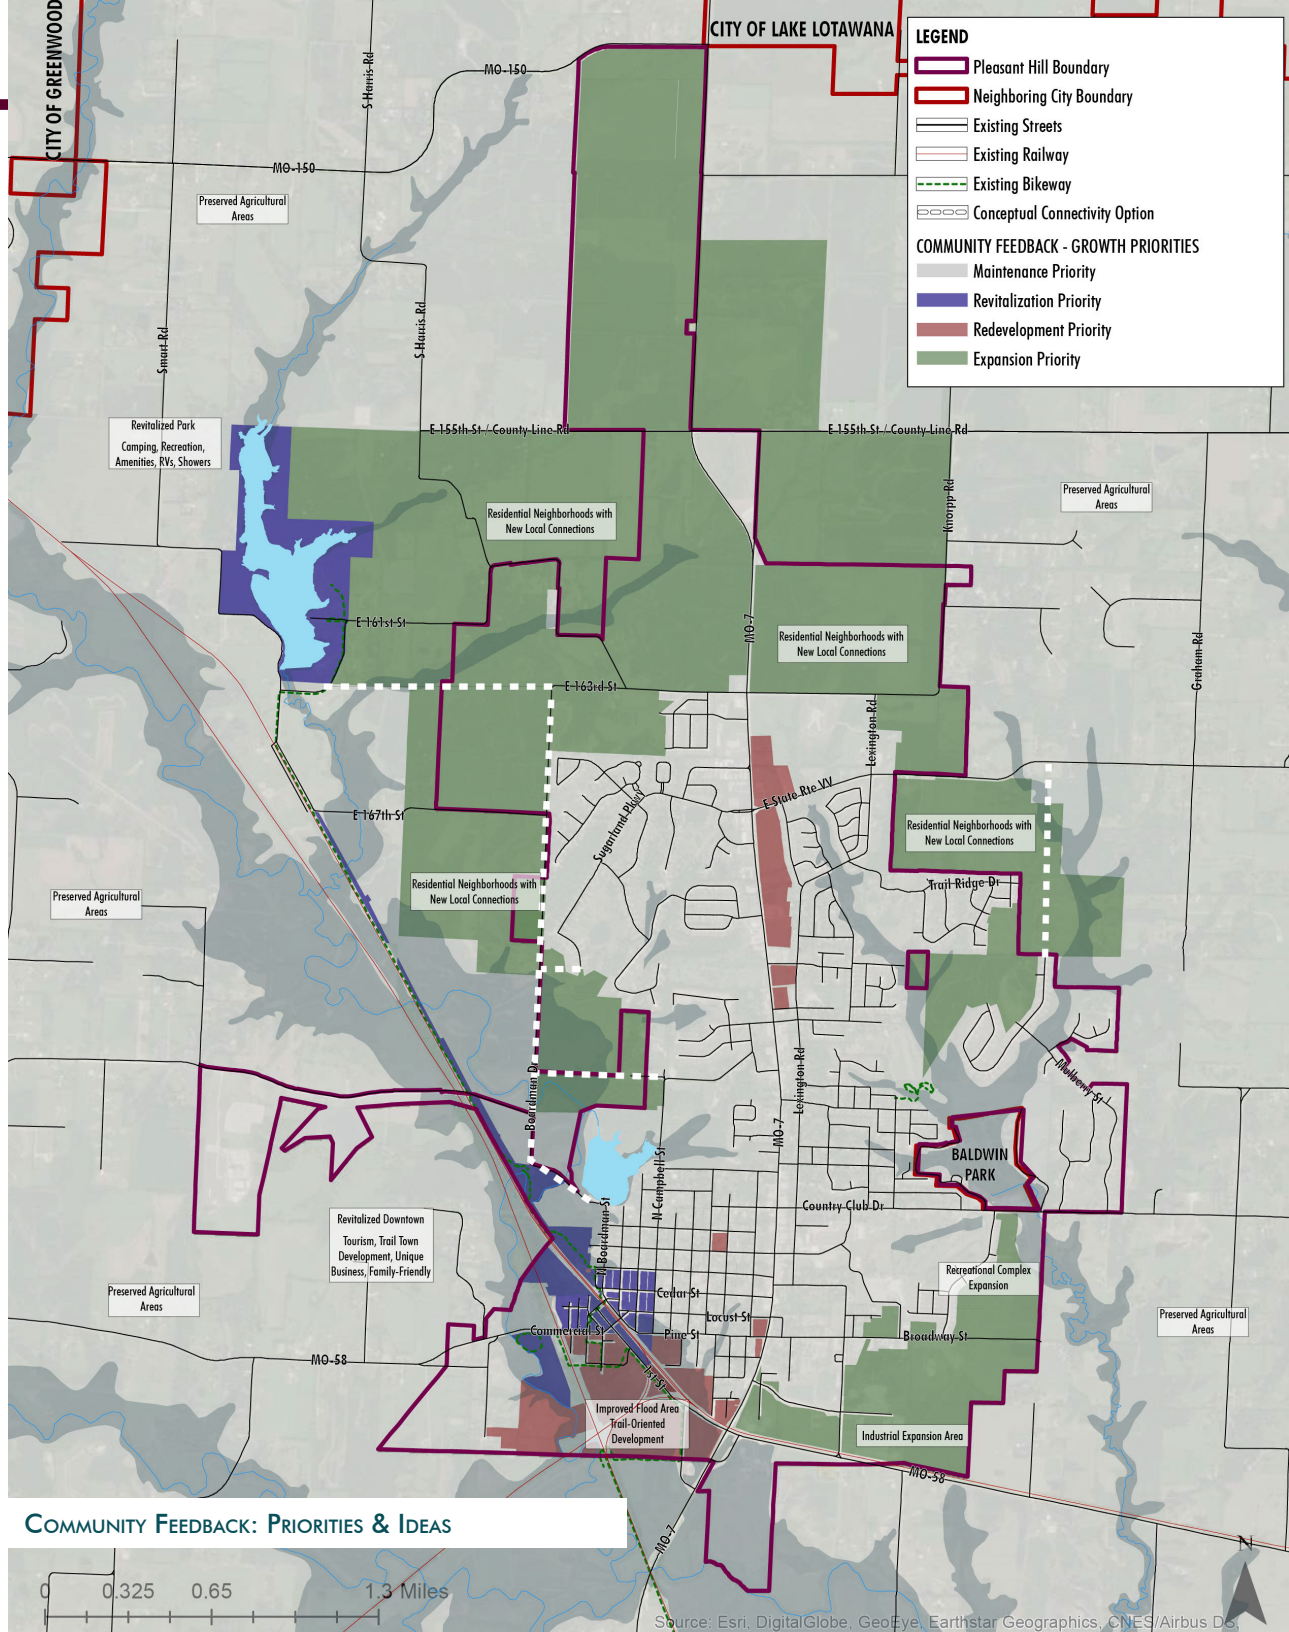 CITY OF GREENWOOD
CITY OF LAKE LOTAWANA
LEGEND
Pleasant Hill Boundary
Neighboring City Boundary
Existing Streets
Existing Railway
Existing Bikeway
Conceptual Connectivity Option
COMMUNITY FEEDBACK - GROWTH PRIORITIES
Maintenance Priority
Revitalization Priority
Redevelopment Priority
Expansion Priority
S Harris Rd
MO-150
MO-150
Preserved Agricultural
Areas
Smart Rd
S Harris Rd
Revitalized Park
Camping, Recreation,
Amenities, RVs, Showers
E 155th St / County Line Rd
E 155th St / County Line Rd
Residential Neighborhoods with
New Local Connections
Knorpp Rd
Preserved Agricultural
Areas
E 161st St
MO-7
Residential Neighborhoods with
New Local Connections
Graham Rd
E 163rd St
Lexington Rd
E State Rte VV
Sugarland Pkwy
E 167th St
Residential Neighborhoods with
New Local Connections
Trail Ridge Dr
Residential Neighborhoods with
New Local Connections
Preserved Agricultural
Areas
Boardman Dr
Lexington Rd
MO-7
Mulberry St
BALDWIN
PARK
N Campbell St
Country Club Dr
N Boardman St
Revitalized Downtown
Tourism, Trail Town
Development, Unique
Business, Family-Friendly
Recreational Complex
Expansion
Preserved Agricultural
Areas
Cedar St
Locust St
Preserved Agricultural
Areas
Commercial St
Pine St
Broadway St
MO-58
1st St
Improved Flood Area
Trail-Oriented
Development
Industrial Expansion Area
MO-58
MO-7
COMMUNITY FEEDBACK: PRIORITIES & IDEAS
N
0 0.325 0.65 1.3 Miles
Source: Esri, DigitalGlobe, GeoEye, Earthstar Geographics, CNES/Airbus DS,